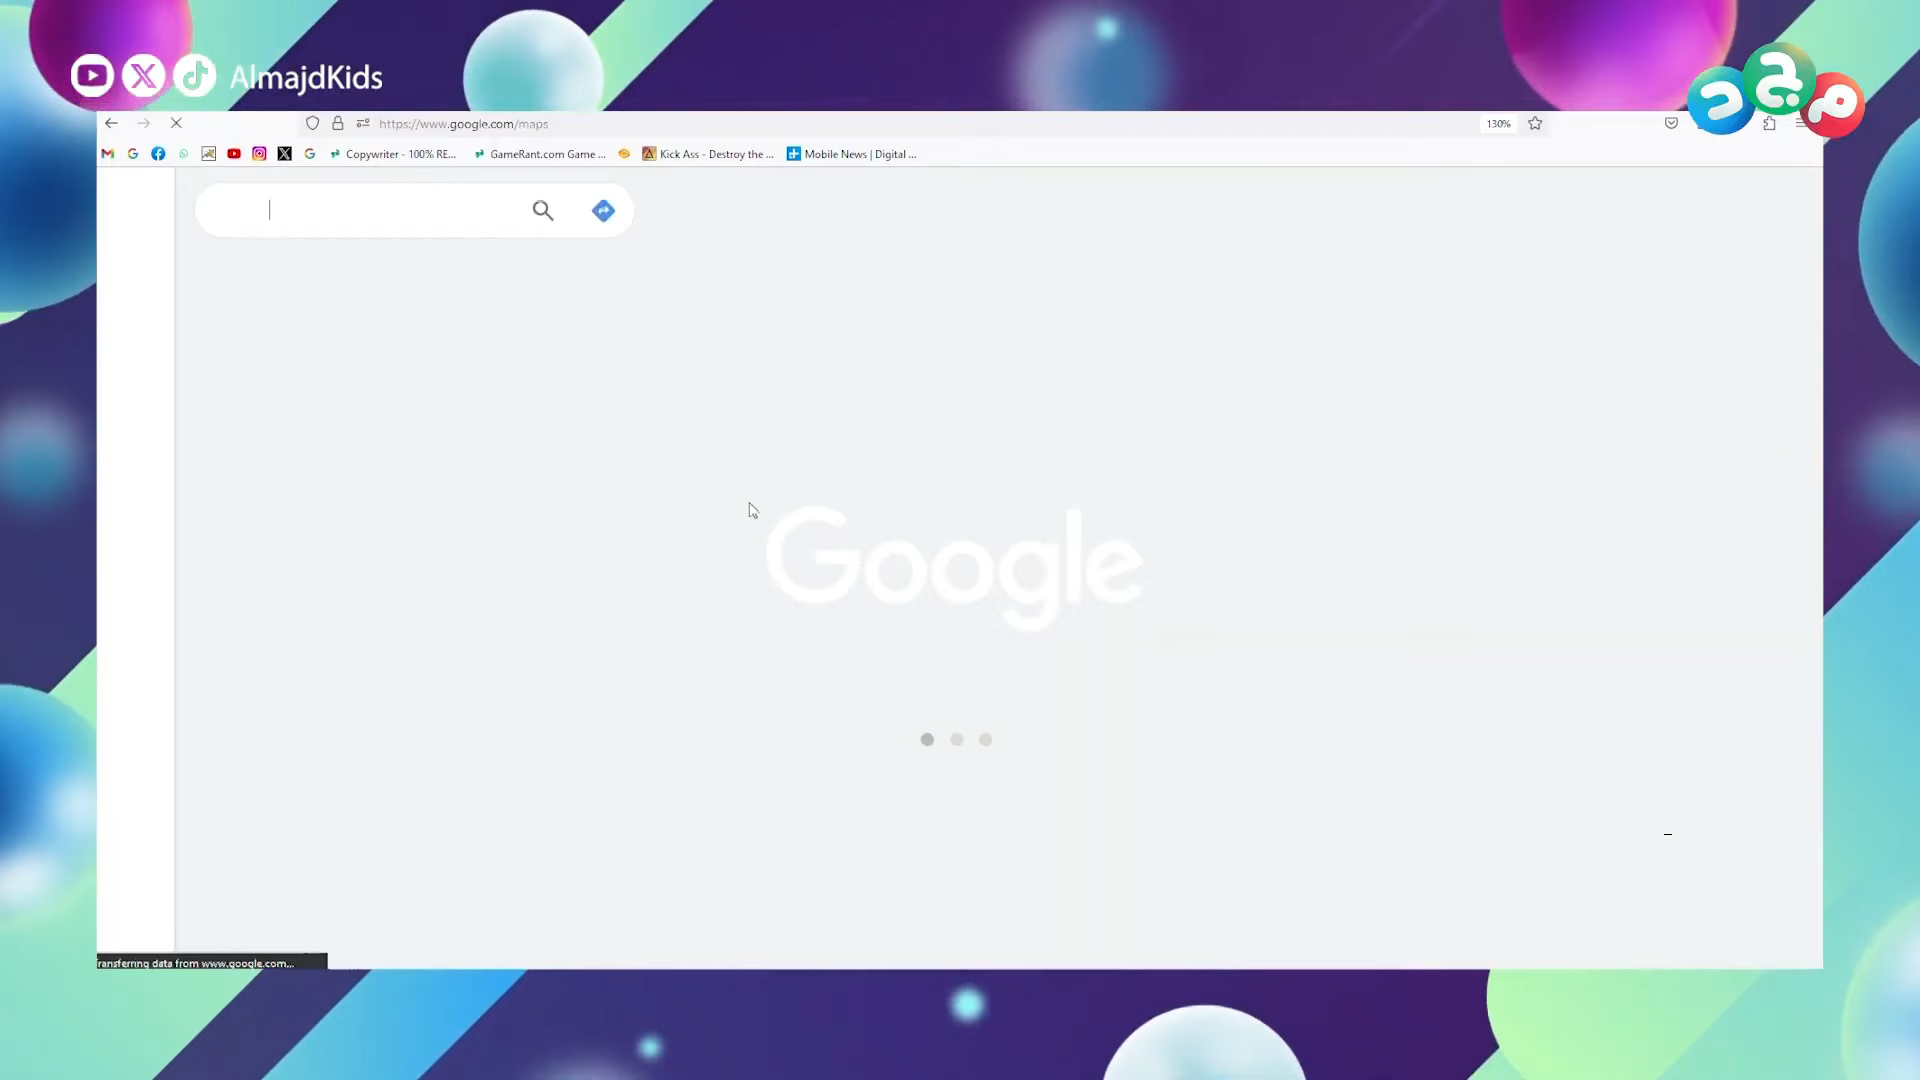 AlmajdKids
مجد
https://www.google.com/maps
130%
Copywriter - 100% RE...
GameRant.com Game ...
Kick Ass - Destroy the ...
Mobile News | Digital ...
Google
ransferring data from www.google.com...